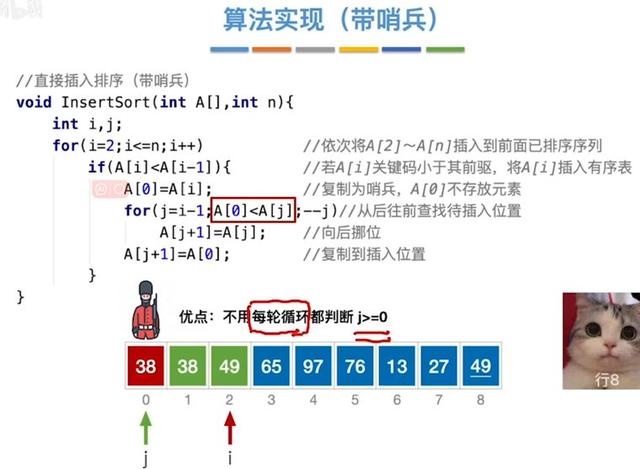 算法实现（带哨兵）
//直接插入排序（带哨兵）
void InsertSort(int A[],int n){
int i,j;
for(i=2;i<=n;i++) //依次将A[2]～A[n]插入到前面已排序序列
if(A[i]<A[i-1]){ //若A[i]关键码小于其前驱，将A[i]插入有序表
A[0]=A[i]; //复制为哨兵，A[0]不存放元素
for(j=i-1;A[0]<A[j];--j)//从后往前查找待插入位置
A[j+1]=A[j]; //向后挪位
A[j+1]=A[0]; //复制到插入位置
}
}
优点：不用每轮循环都判断 j>=0
38 38 49 65 97 76 13 27 49
0 1 2 3 4 5 6 7 8
j i
行8